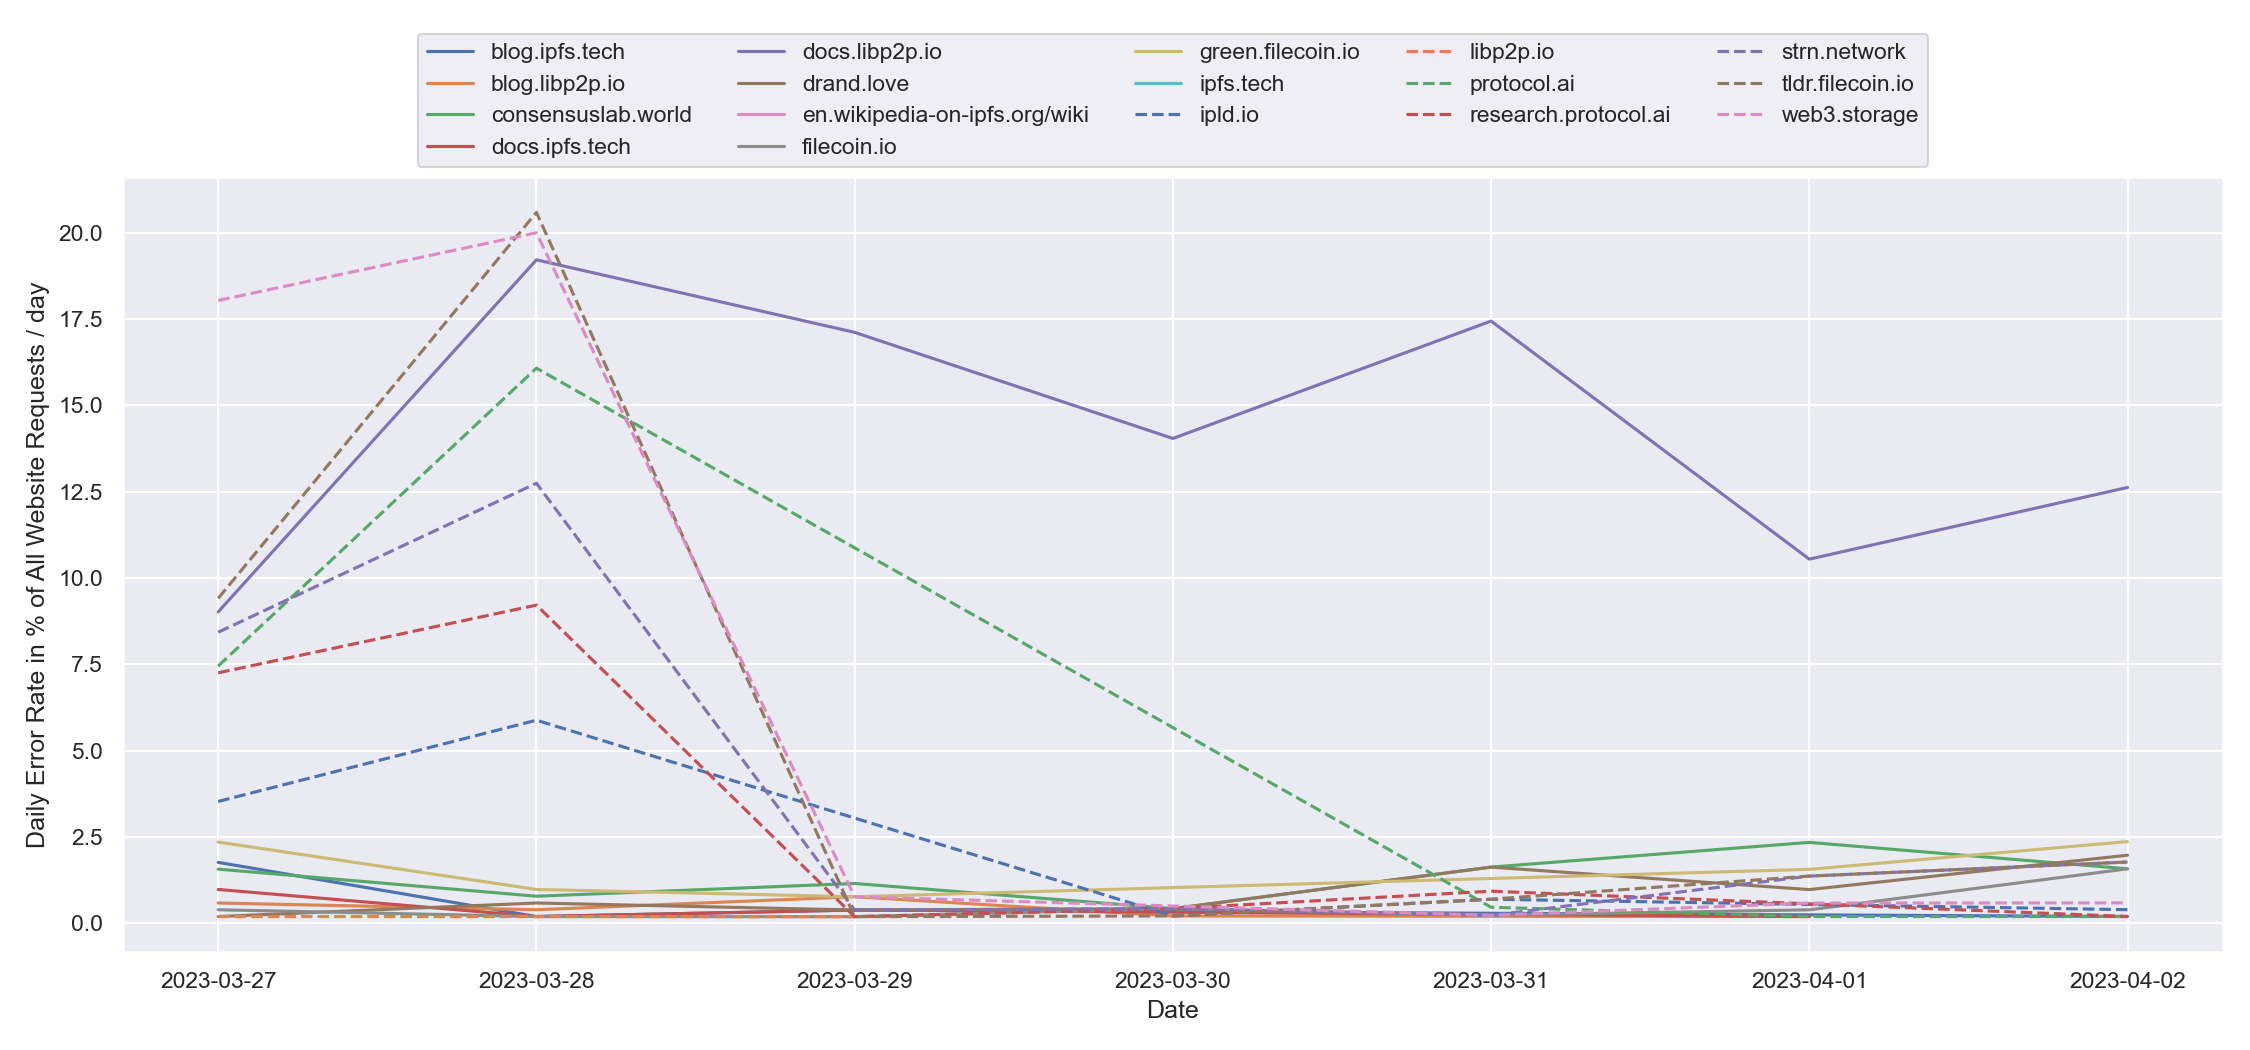 blog.ipfs.tech
blog.libp2p.io
consensuslab.world
docs.ipfs.tech
docs.libp2p.io
drand.love
en.wikipedia-on-ipfs.org/wiki
filecoin.io
green.filecoin.io
ipfs.tech
ipld.io
libp2p.io
protocol.ai
research.protocol.ai
strn.network
tldr.filecoin.io
web3.storage
Daily Error Rate in % of All Website Requests / day
20.0
17.5
15.0
12.5
10.0
7.5
5.0
2.5
0.0
2023-03-27
2023-03-28
2023-03-29
2023-03-30
2023-03-31
2023-04-01
2023-04-02
Date